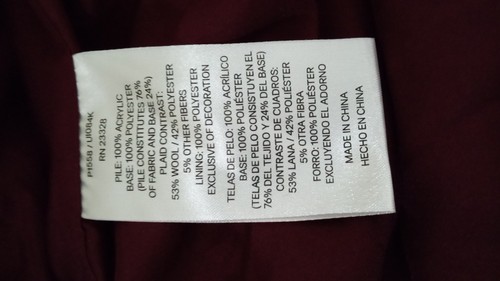 P1558 / UI084K
RN 23328
PILE: 100% ACRYLIC
BASE: 100% POLYESTER
(PILE CONSTITUTES 76%
OF FABRIC AND BASE 24%)
PLAID CONTRAST:
53% WOOL / 42% POLYESTER
5% OTHER FIBERS
LINING: 100% POLYESTER
EXCLUSIVE OF DECORATION
TELAS DE PELO: 100% ACRÍLICO
BASE: 100% POLIÉSTER
(TELAS DE PELO CONSISTUYEN EL
76% DEL TEJIDO Y 24% DEL BASE)
CONTRASTE DE CUADROS:
53% LANA / 42% POLIÉSTER
5% OTRA FIBRA
FORRO: 100% POLIÉSTER
EXCLUYENDO EL ADORNO
MADE IN CHINA
HECHO EN CHINA